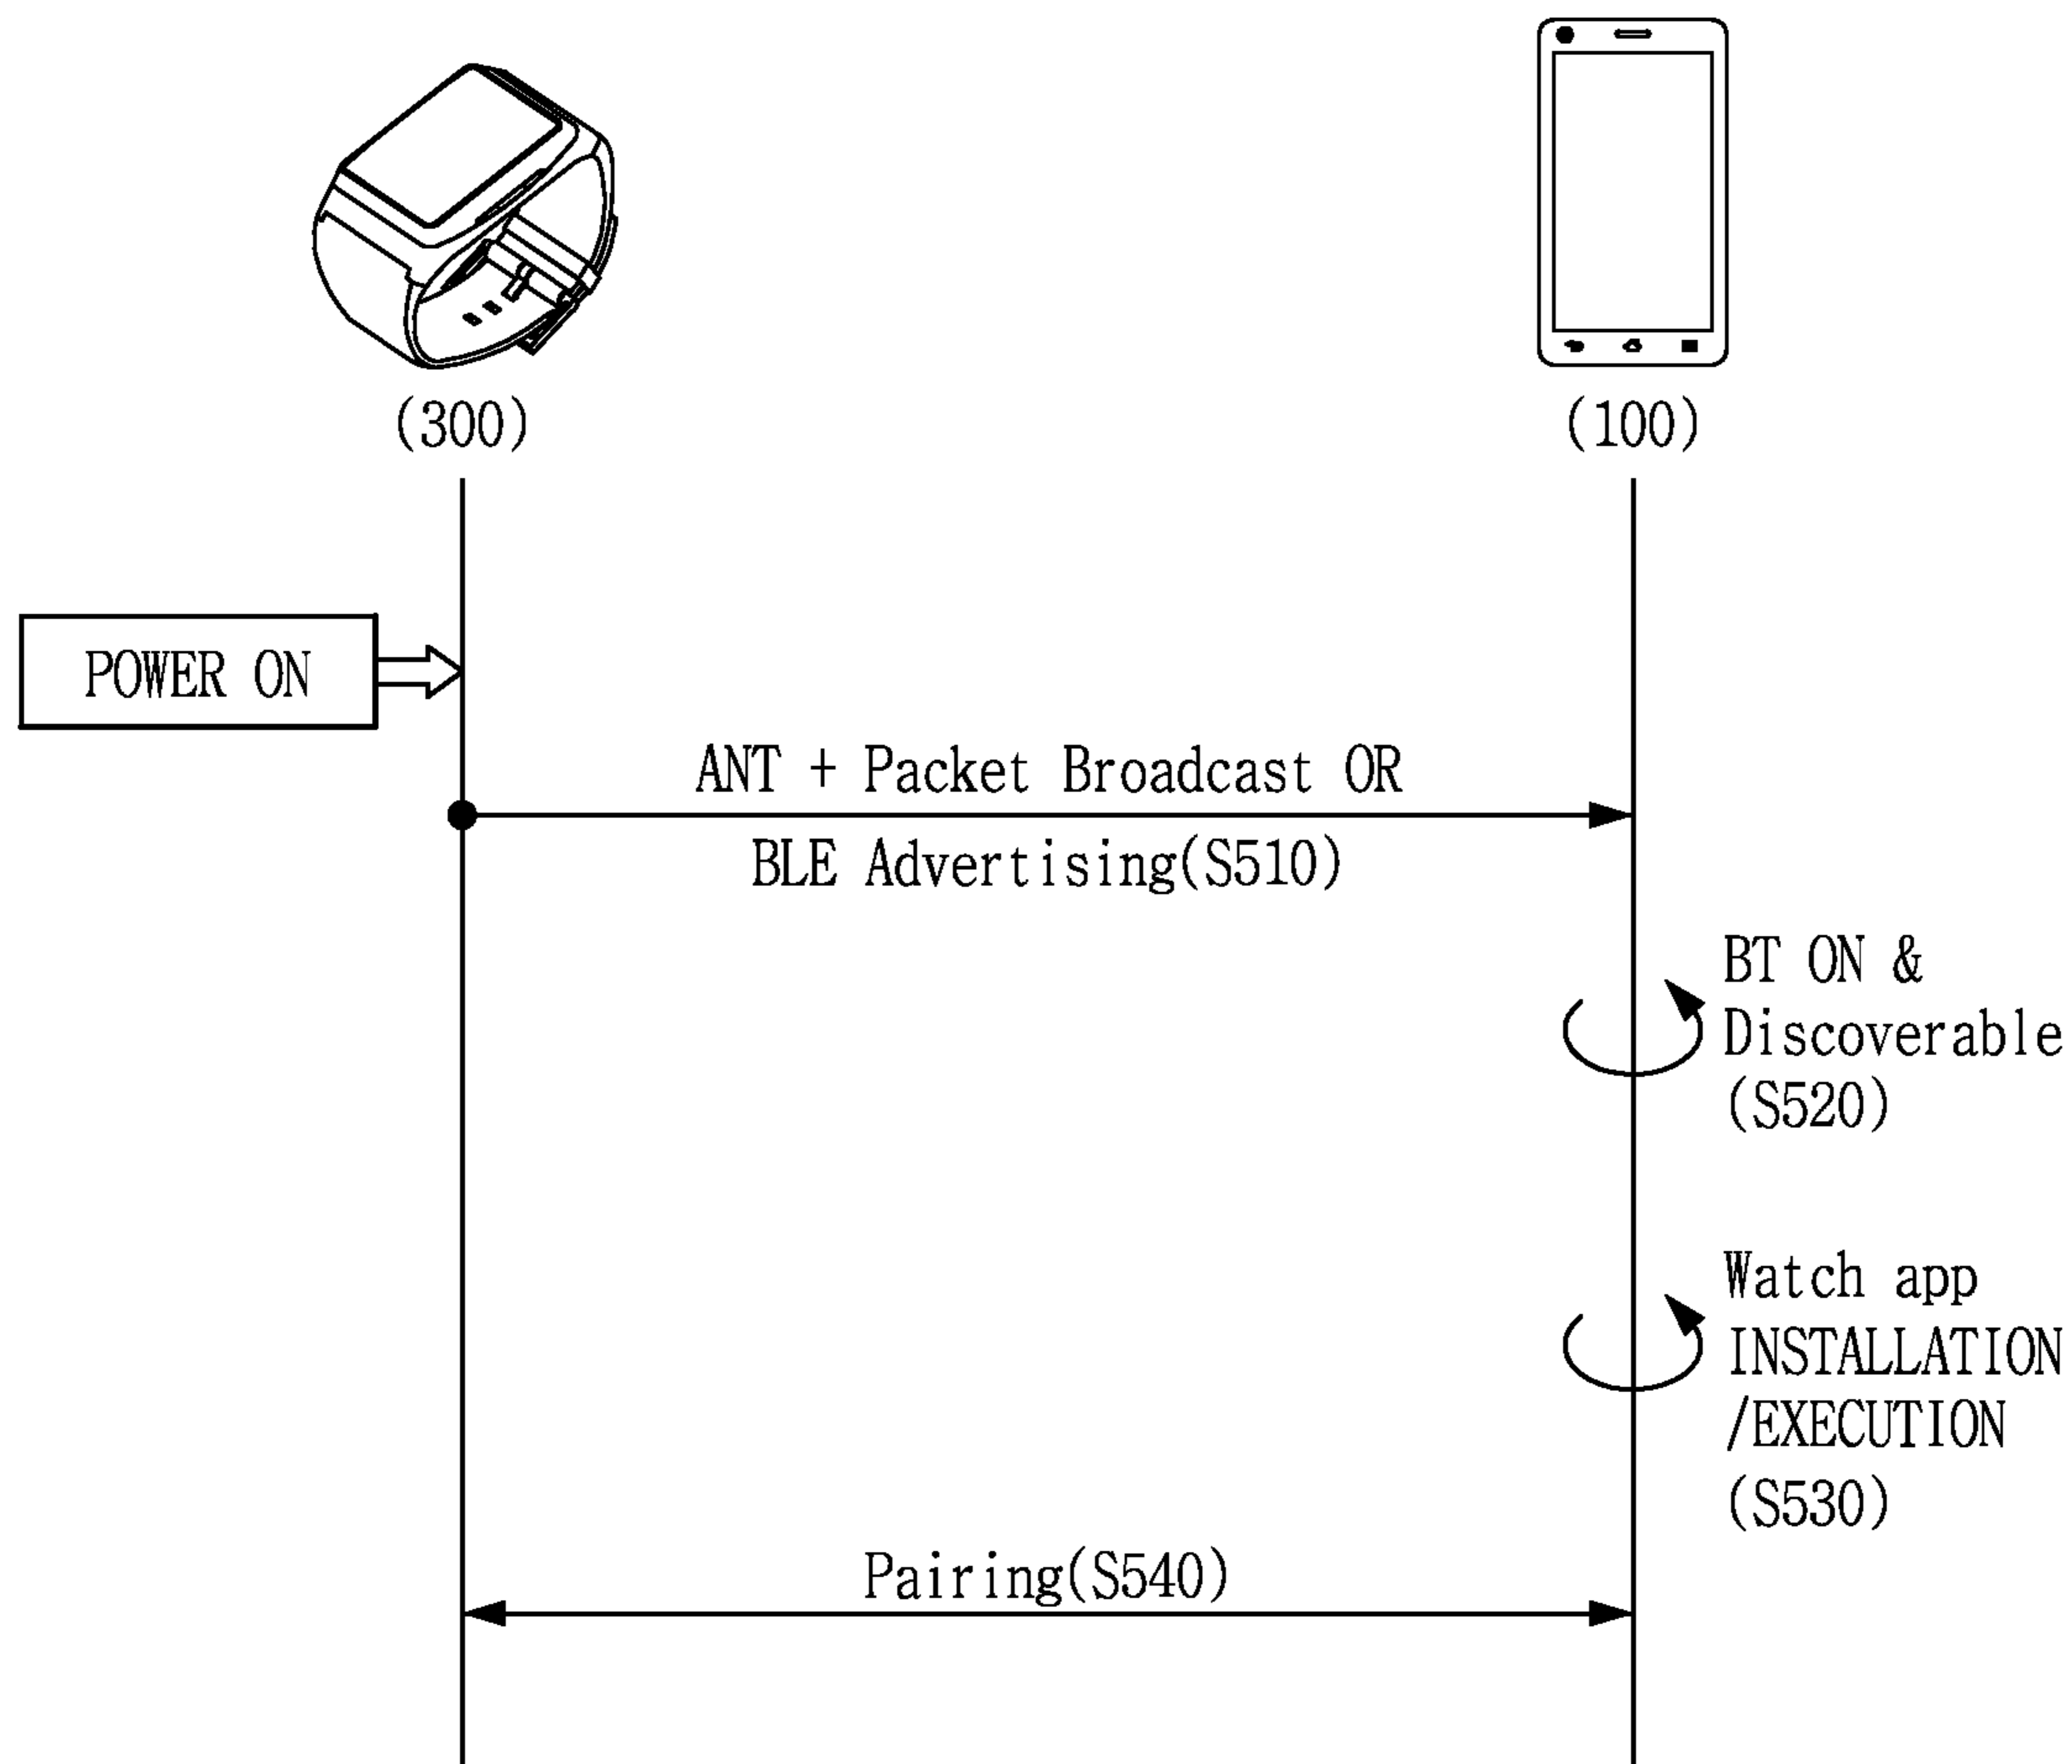 (300)
(100)
POWER ON
ANT + Packet Broadcast OR
BLE Advertising(S510)
BT ON &
Discoverable
(S520)
Watch app
INSTALLATION
/EXECUTION
(S530)
Pairing(S540)